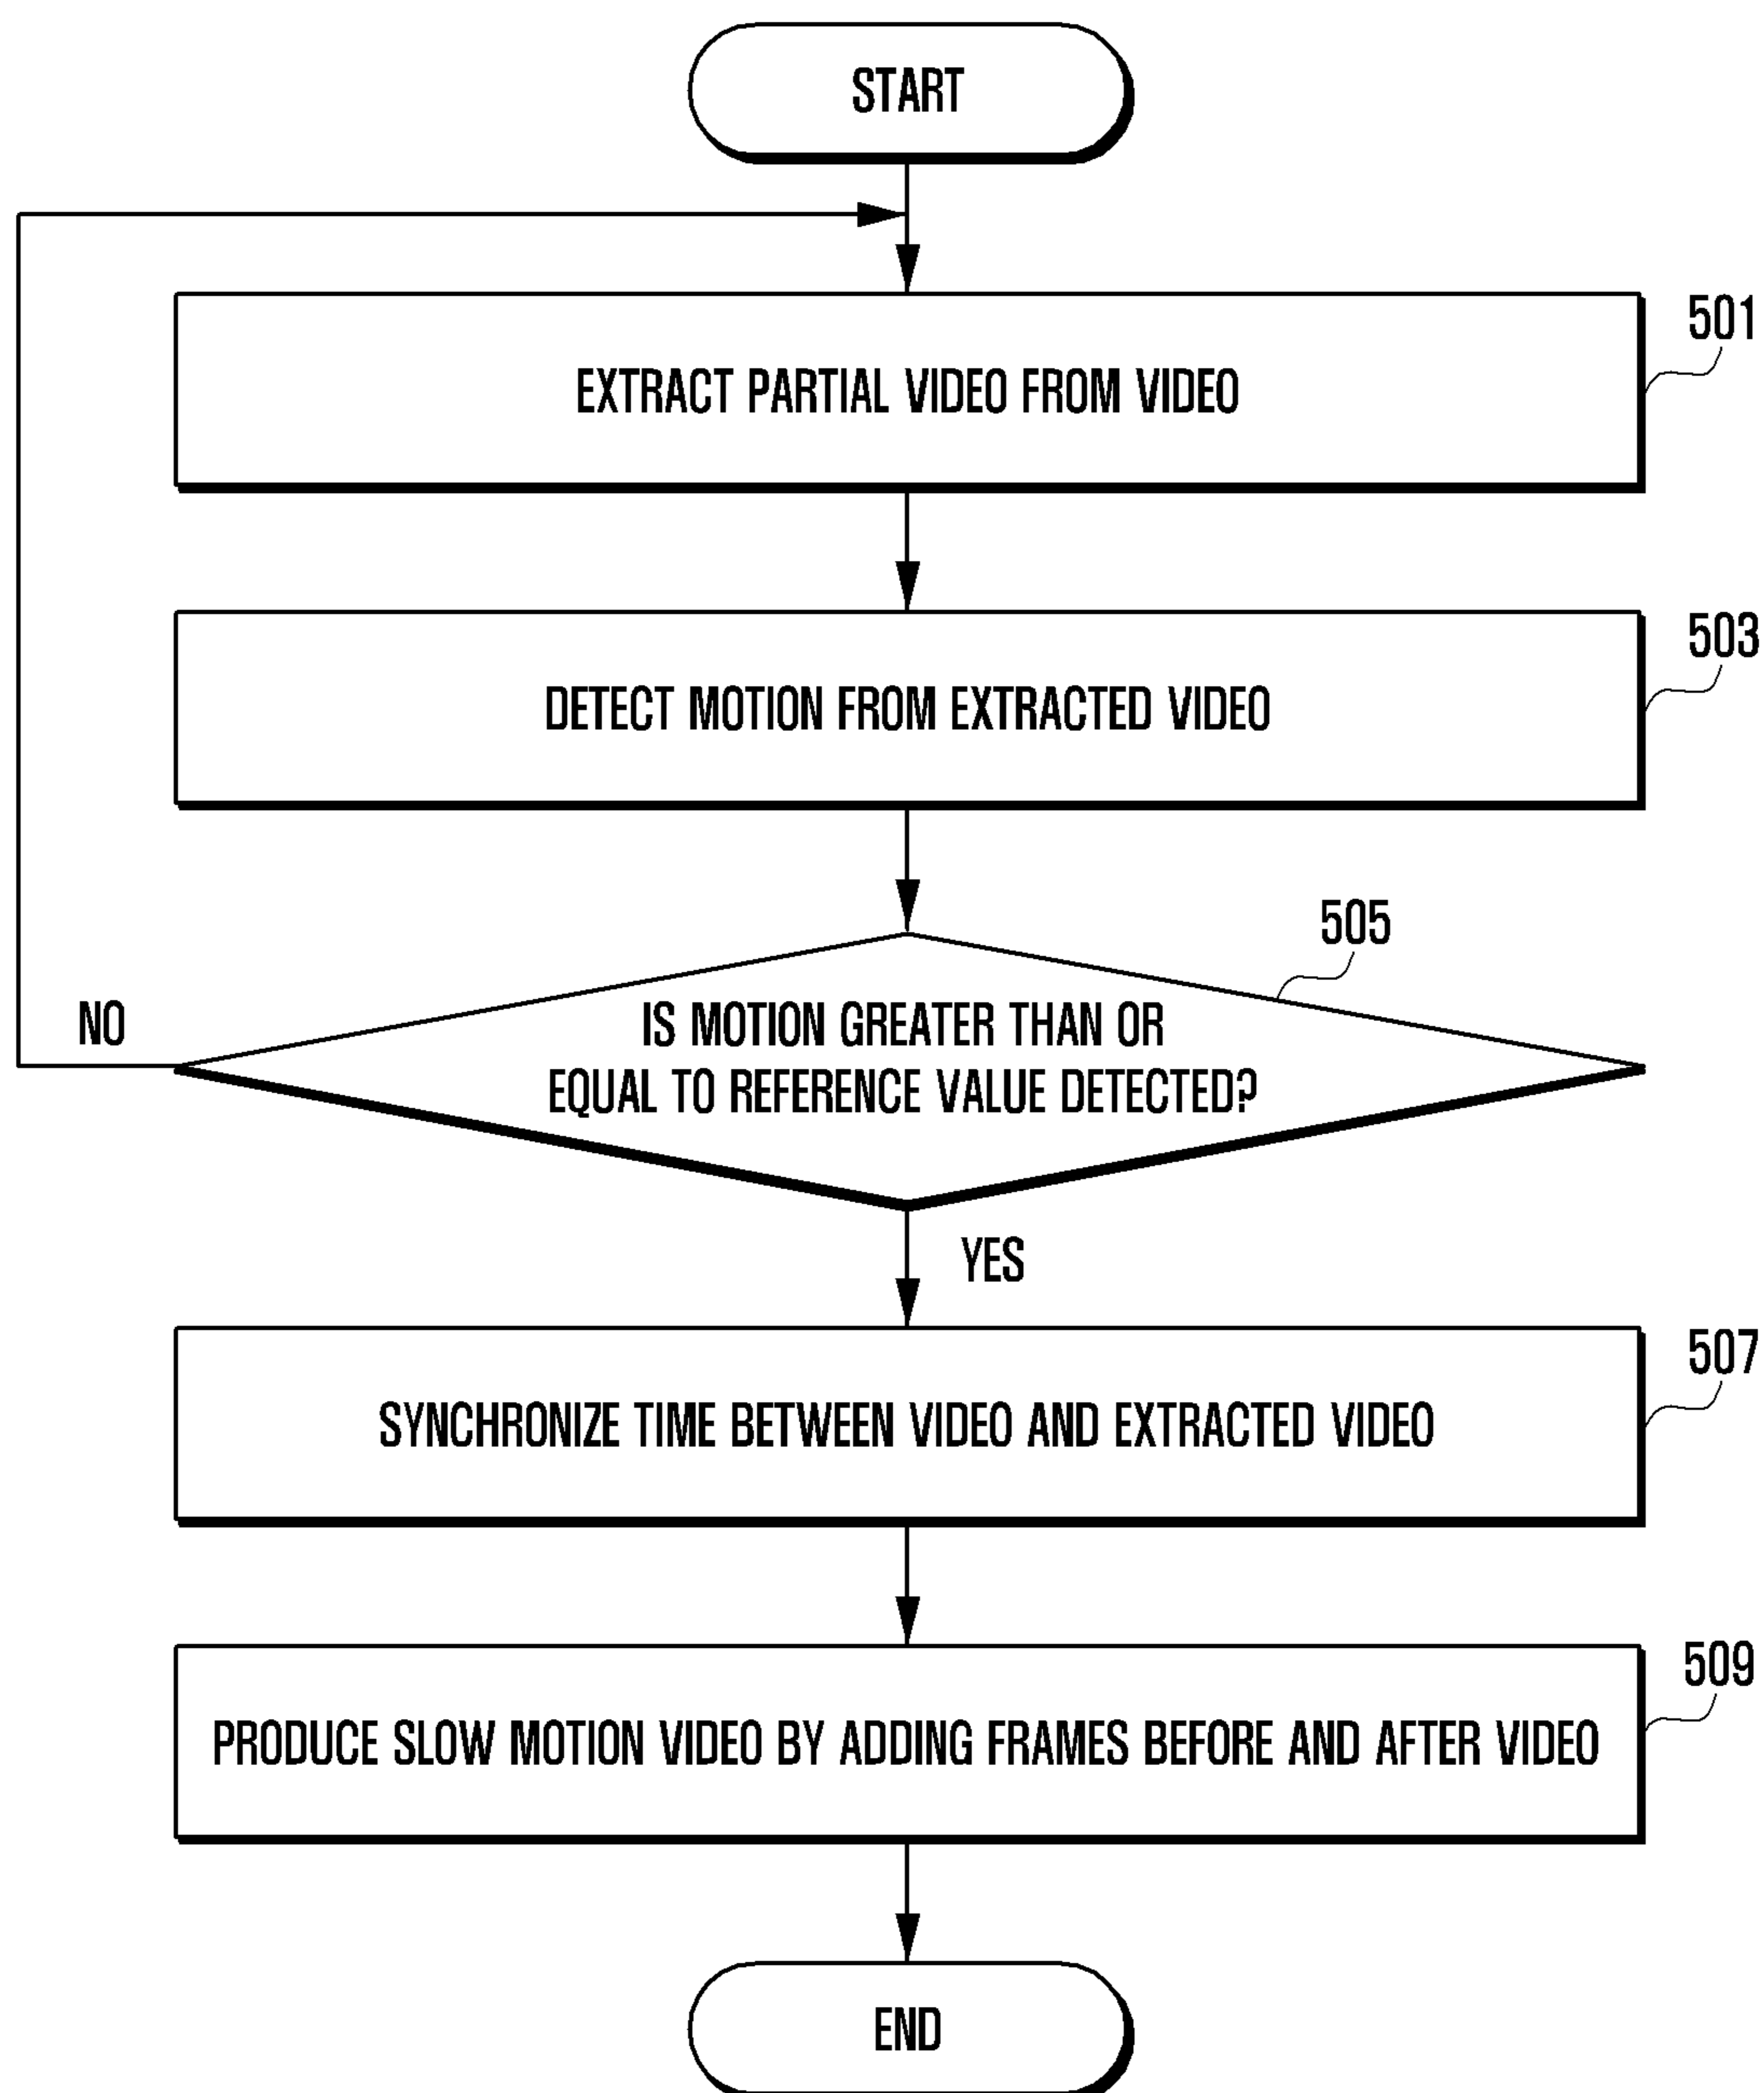 START
501
EXTRACT PARTIAL VIDEO FROM VIDEO
503
DETECT MOTION FROM EXTRACTED VIDEO
505
NO
IS MOTION GREATER THAN OR
EQUAL TO REFERENCE VALUE DETECTED?
YES
507
SYNCHRONIZE TIME BETWEEN VIDEO AND EXTRACTED VIDEO
509
PRODUCE SLOW MOTION VIDEO BY ADDING FRAMES BEFORE AND AFTER VIDEO
END